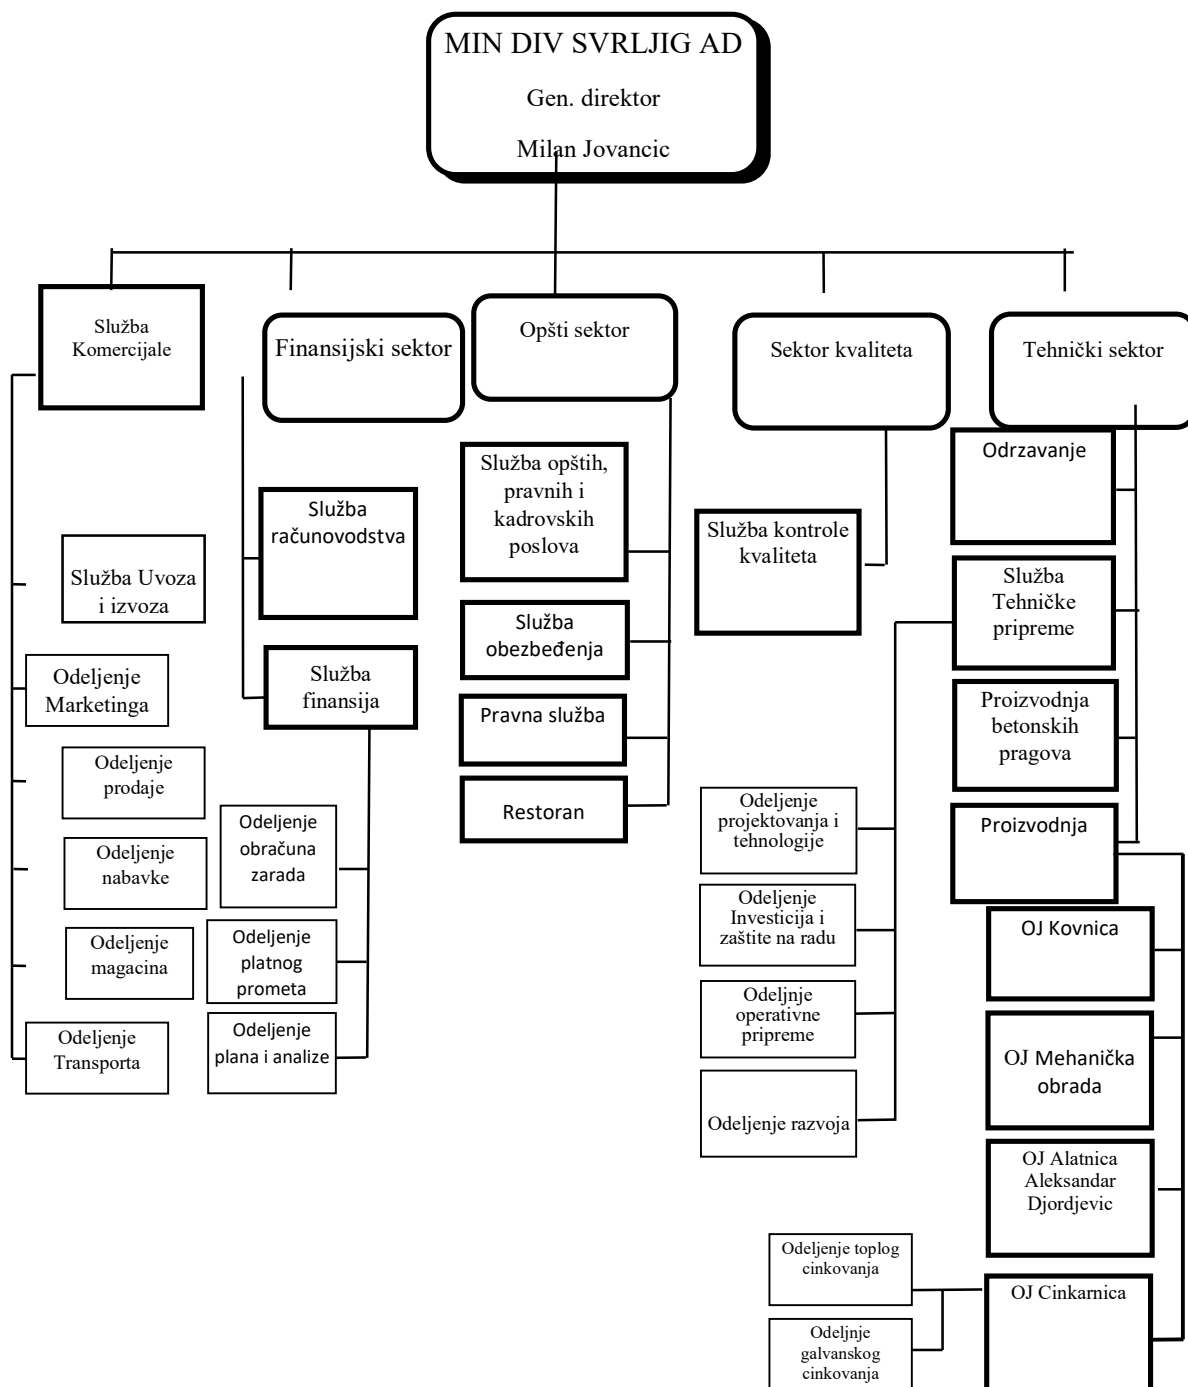 MIN DIV SVRLJIG AD
Gen. direktor
Milan Jovancic
Služba
Komercijale
Finansijski sektor
Opšti sektor
Sektor kvaliteta
Tehnički sektor
Služba Uvoza
i izvoza
Odeljenje
Marketinga
Odeljenje
prodaje
Odeljenje
nabavke
Odeljenje
magacina
Odeljenje
Transporta
Služba
računovodstva
Služba
finansija
Odeljenje
obračuna
zarada
Odeljenje
platnog
prometa
Odeljenje
plana i analize
Služba opštih,
pravnih i
kadrovskih
poslova
Služba
obezbeđenja
Pravna služba
Restoran
Služba kontrole
kvaliteta
Odrzavanje
Služba
Tehničke
pripreme
Proizvodnja
betonskih
pragova
Proizvodnja
Odeljenje
projektovanja i
tehnologije
Odeljenje
Investicija i
zaštite na radu
Odeljnje
operativne
pripreme
Odeljenje razvoja
OJ Kovnica
OJ Mehanička
obrada
OJ Alatnica
Aleksandar
Djordjevic
OJ Cinkarnica
Odeljenje toplog
cinkovanja
Odeljnje
galvanskog
cinkovanja